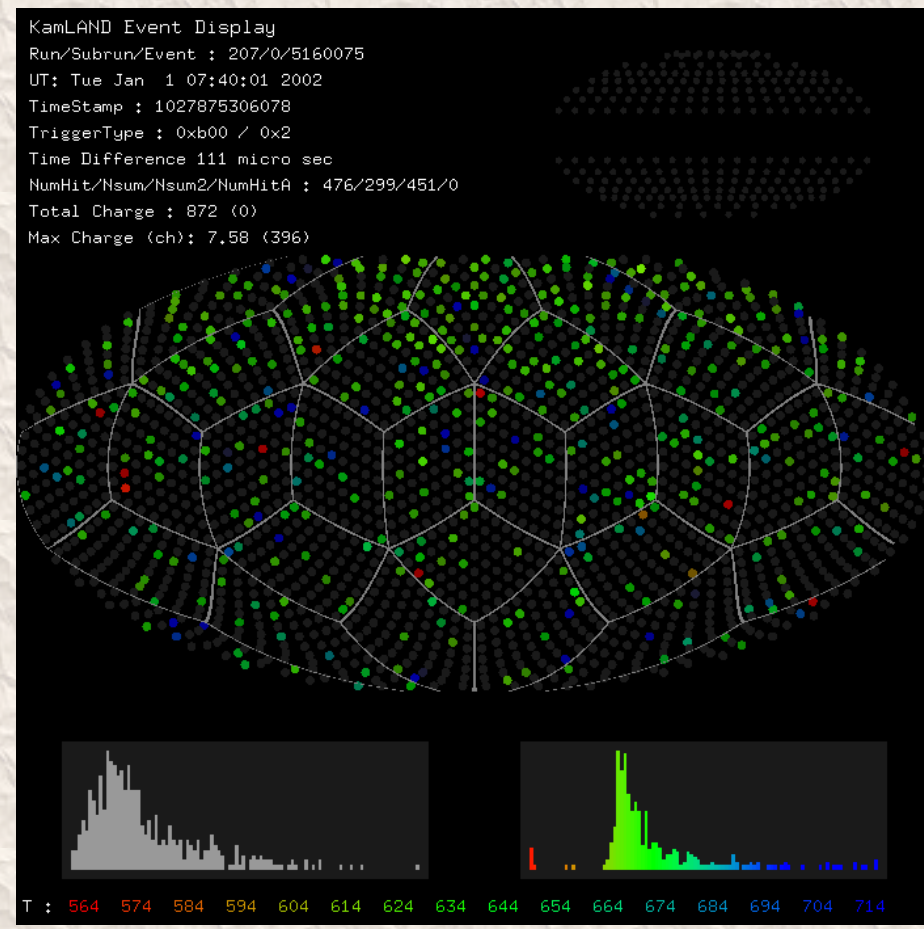 KamLAND Event Display
Run/Subrun/Event : 207/0/5160075
UT: Tue Jan  1 07:40:01 2002
TimeStamp : 1027875306078
TriggerType : 0xb00 / 0x2
Time Difference 111 micro sec
NumHit/Nsum/Nsum2/NumHitA : 476/299/451/0
Total Charge : 872 (0)
Max Charge (ch): 7.58 (396)
T : 564 574 584 594 604 614 624 634 644 654 664 674 684 694 704 714